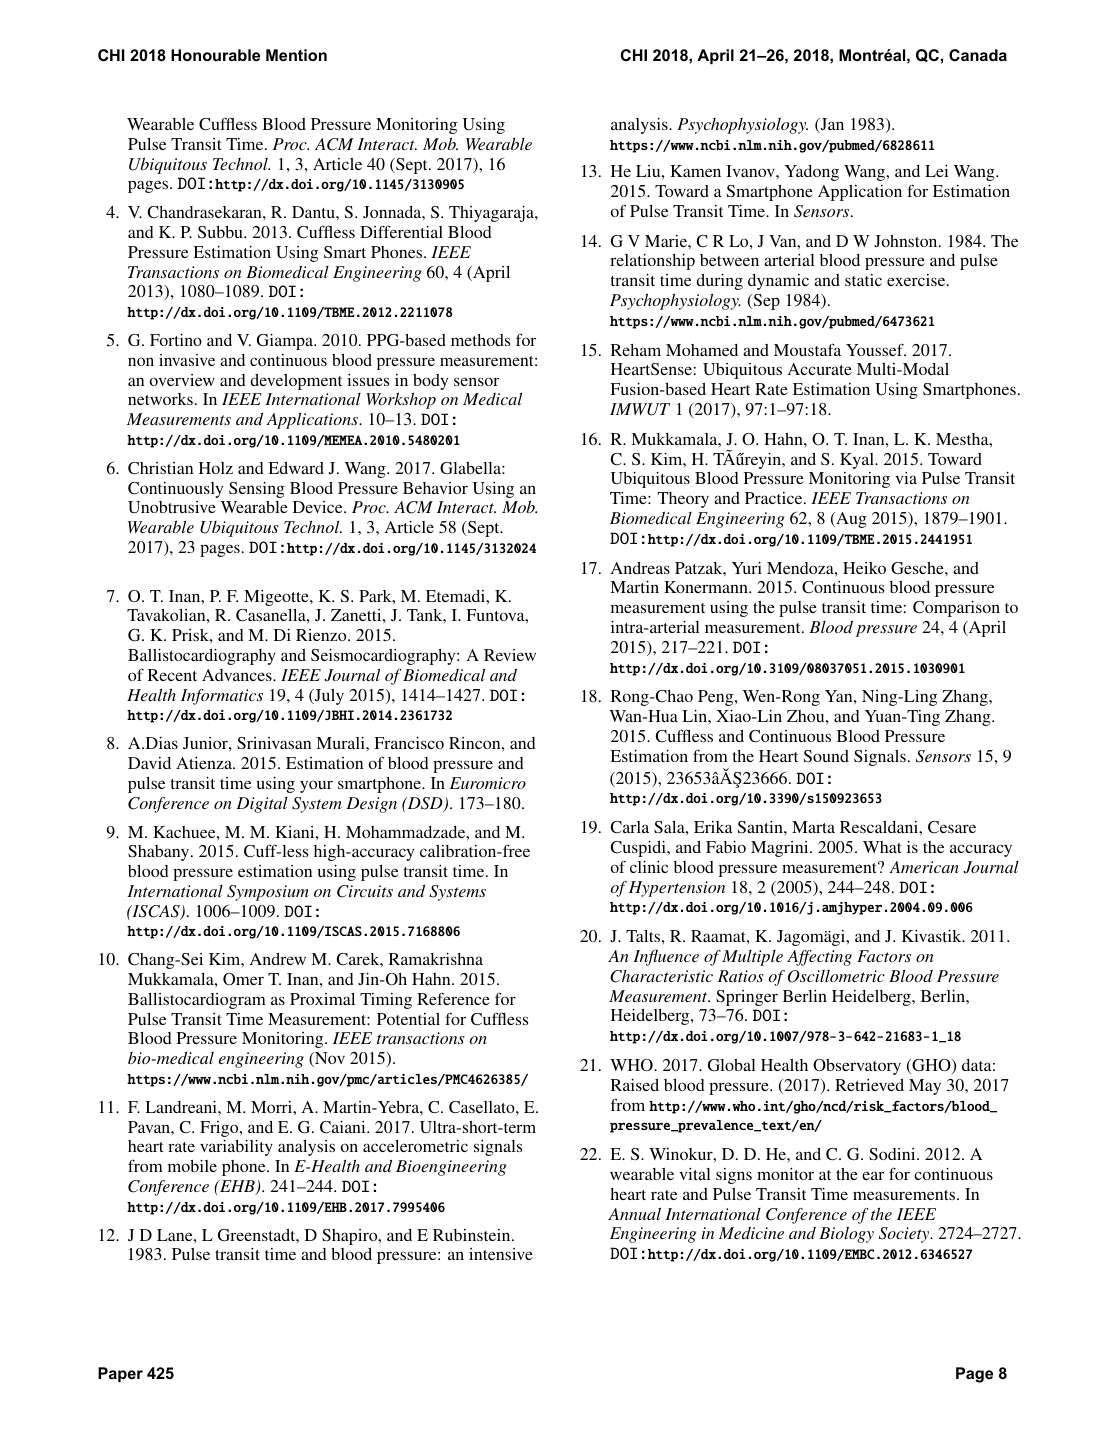 CHI 2018 Honourable Mention
CHI 2018, April 21–26, 2018, Montréal, QC, Canada
Wearable Cuffless Blood Pressure Monitoring Using
Pulse Transit Time. Proc. ACM Interact. Mob. Wearable
Ubiquitous Technol. 1, 3, Article 40 (Sept. 2017), 16
pages. DOI:http://dx.doi.org/10.1145/3130905
4. V. Chandrasekaran, R. Dantu, S. Jonnada, S. Thiyagaraja,
and K. P. Subbu. 2013. Cuffless Differential Blood
Pressure Estimation Using Smart Phones. IEEE
Transactions on Biomedical Engineering 60, 4 (April
2013), 1080–1089. DOI:
http://dx.doi.org/10.1109/TBME.2012.2211078
5. G. Fortino and V. Giampa. 2010. PPG-based methods for
non invasive and continuous blood pressure measurement:
an overview and development issues in body sensor
networks. In IEEE International Workshop on Medical
Measurements and Applications. 10–13. DOI:
http://dx.doi.org/10.1109/MEMEA.2010.5480201
6. Christian Holz and Edward J. Wang. 2017. Glabella:
Continuously Sensing Blood Pressure Behavior Using an
Unobtrusive Wearable Device. Proc. ACM Interact. Mob.
Wearable Ubiquitous Technol. 1, 3, Article 58 (Sept.
2017), 23 pages. DOI:http://dx.doi.org/10.1145/3132024
7. O. T. Inan, P. F. Migeotte, K. S. Park, M. Etemadi, K.
Tavakolian, R. Casanella, J. Zanetti, J. Tank, I. Funtova,
G. K. Prisk, and M. Di Rienzo. 2015.
Ballistocardiography and Seismocardiography: A Review
of Recent Advances. IEEE Journal of Biomedical and
Health Informatics 19, 4 (July 2015), 1414–1427. DOI:
http://dx.doi.org/10.1109/JBHI.2014.2361732
8. A.Dias Junior, Srinivasan Murali, Francisco Rincon, and
David Atienza. 2015. Estimation of blood pressure and
pulse transit time using your smartphone. In Euromicro
Conference on Digital System Design (DSD). 173–180.
9. M. Kachuee, M. M. Kiani, H. Mohammadzade, and M.
Shabany. 2015. Cuff-less high-accuracy calibration-free
blood pressure estimation using pulse transit time. In
International Symposium on Circuits and Systems
(ISCAS). 1006–1009. DOI:
http://dx.doi.org/10.1109/ISCAS.2015.7168806
10. Chang-Sei Kim, Andrew M. Carek, Ramakrishna
Mukkamala, Omer T. Inan, and Jin-Oh Hahn. 2015.
Ballistocardiogram as Proximal Timing Reference for
Pulse Transit Time Measurement: Potential for Cuffless
Blood Pressure Monitoring. IEEE transactions on
bio-medical engineering (Nov 2015).
https://www.ncbi.nlm.nih.gov/pmc/articles/PMC4626385/
11. F. Landreani, M. Morri, A. Martin-Yebra, C. Casellato, E.
Pavan, C. Frigo, and E. G. Caiani. 2017. Ultra-short-term
heart rate variability analysis on accelerometric signals
from mobile phone. In E-Health and Bioengineering
Conference (EHB). 241–244. DOI:
http://dx.doi.org/10.1109/EHB.2017.7995406
12. J D Lane, L Greenstadt, D Shapiro, and E Rubinstein.
1983. Pulse transit time and blood pressure: an intensive
analysis. Psychophysiology. (Jan 1983).
https://www.ncbi.nlm.nih.gov/pubmed/6828611
13. He Liu, Kamen Ivanov, Yadong Wang, and Lei Wang.
2015. Toward a Smartphone Application for Estimation
of Pulse Transit Time. In Sensors.
14. G V Marie, C R Lo, J Van, and D W Johnston. 1984. The
relationship between arterial blood pressure and pulse
transit time during dynamic and static exercise.
Psychophysiology. (Sep 1984).
https://www.ncbi.nlm.nih.gov/pubmed/6473621
15. Reham Mohamed and Moustafa Youssef. 2017.
HeartSense: Ubiquitous Accurate Multi-Modal
Fusion-based Heart Rate Estimation Using Smartphones.
IMWUT 1 (2017), 97:1–97:18.
16. R. Mukkamala, J. O. Hahn, O. T. Inan, L. K. Mestha,
C. S. Kim, H. TÃűreyin, and S. Kyal. 2015. Toward
Ubiquitous Blood Pressure Monitoring via Pulse Transit
Time: Theory and Practice. IEEE Transactions on
Biomedical Engineering 62, 8 (Aug 2015), 1879–1901.
DOI:http://dx.doi.org/10.1109/TBME.2015.2441951
17. Andreas Patzak, Yuri Mendoza, Heiko Gesche, and
Martin Konermann. 2015. Continuous blood pressure
measurement using the pulse transit time: Comparison to
intra-arterial measurement. Blood pressure 24, 4 (April
2015), 217–221. DOI:
http://dx.doi.org/10.3109/08037051.2015.1030901
18. Rong-Chao Peng, Wen-Rong Yan, Ning-Ling Zhang,
Wan-Hua Lin, Xiao-Lin Zhou, and Yuan-Ting Zhang.
2015. Cuffless and Continuous Blood Pressure
Estimation from the Heart Sound Signals. Sensors 15, 9
(2015), 23653âĂŞ23666. DOI:
http://dx.doi.org/10.3390/s150923653
19. Carla Sala, Erika Santin, Marta Rescaldani, Cesare
Cuspidi, and Fabio Magrini. 2005. What is the accuracy
of clinic blood pressure measurement? American Journal
of Hypertension 18, 2 (2005), 244–248. DOI:
http://dx.doi.org/10.1016/j.amjhyper.2004.09.006
20. J. Talts, R. Raamat, K. Jagomägi, and J. Kivastik. 2011.
An Influence of Multiple Affecting Factors on
Characteristic Ratios of Oscillometric Blood Pressure
Measurement. Springer Berlin Heidelberg, Berlin,
Heidelberg, 73–76. DOI:
http://dx.doi.org/10.1007/978-3-642-21683-1_18
21. WHO. 2017. Global Health Observatory (GHO) data:
Raised blood pressure. (2017). Retrieved May 30, 2017
from http://www.who.int/gho/ncd/risk_factors/blood_
pressure_prevalence_text/en/
22. E. S. Winokur, D. D. He, and C. G. Sodini. 2012. A
wearable vital signs monitor at the ear for continuous
heart rate and Pulse Transit Time measurements. In
Annual International Conference of the IEEE
Engineering in Medicine and Biology Society. 2724–2727.
DOI:http://dx.doi.org/10.1109/EMBC.2012.6346527
Paper 425
Page 8